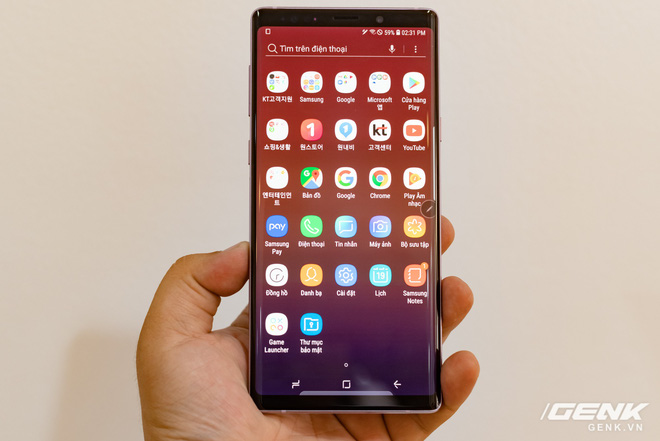 59% 02:31 PM
Tìm trên điện thoại
KT고객지원 Samsung Google Microsoft 앱 Cửa hàng Play
쇼핑&생활 원스토어 원내비 고객센터 YouTube
1 kt
엔터테인먼트 Bản đồ Google Chrome Play Âm nhạc
G
pay
Samsung Pay Điện thoại Tin nhắn Máy ảnh Bộ sưu tập
19 1
Đồng hồ Danh bạ Cài đặt Lịch Samsung Notes
Game Launcher Thư mục bảo mật
GENK
GENK.VN